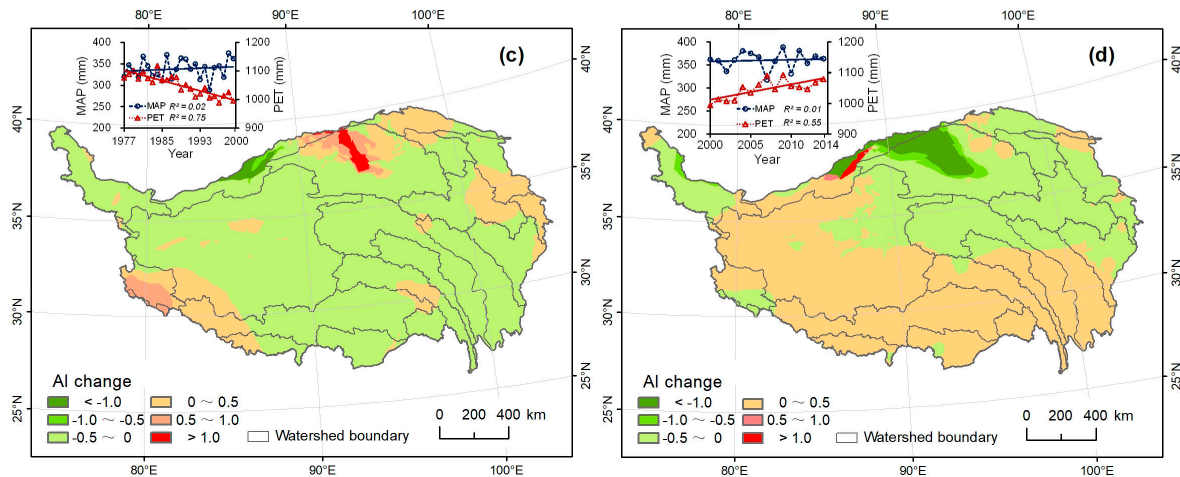 80°E 90°E 100°E 80°E 90°E 100°E
(c)
400 1200
350 1100
300 1000
250
200 900
MAP (mm)
PET (mm)
MAP R² = 0.02
PET R² = 0.75
1977 1985 1993 2000
Year
40°N 40°N
35°N 35°N
30°N 30°N
25°N 25°N
AI change
< -1.0 0 ~ 0.5
-1.0 ~ -0.5 0.5 ~ 1.0
-0.5 ~ 0 > 1.0
Watershed boundary
0 200 400 km
80°E 90°E 100°E
(d)
400 1200
350 1100
300 1000
250
200 900
MAP (mm)
PET (mm)
MAP R² = 0.01
PET R² = 0.55
2000 2005 2010 2014
Year
40°N 40°N
35°N 35°N
30°N 30°N
25°N 25°N
AI change
< -1.0 0 ~ 0.5
-1.0 ~ -0.5 0.5 ~ 1.0
-0.5 ~ 0 > 1.0
Watershed boundary
0 200 400 km
80°E 90°E 100°E